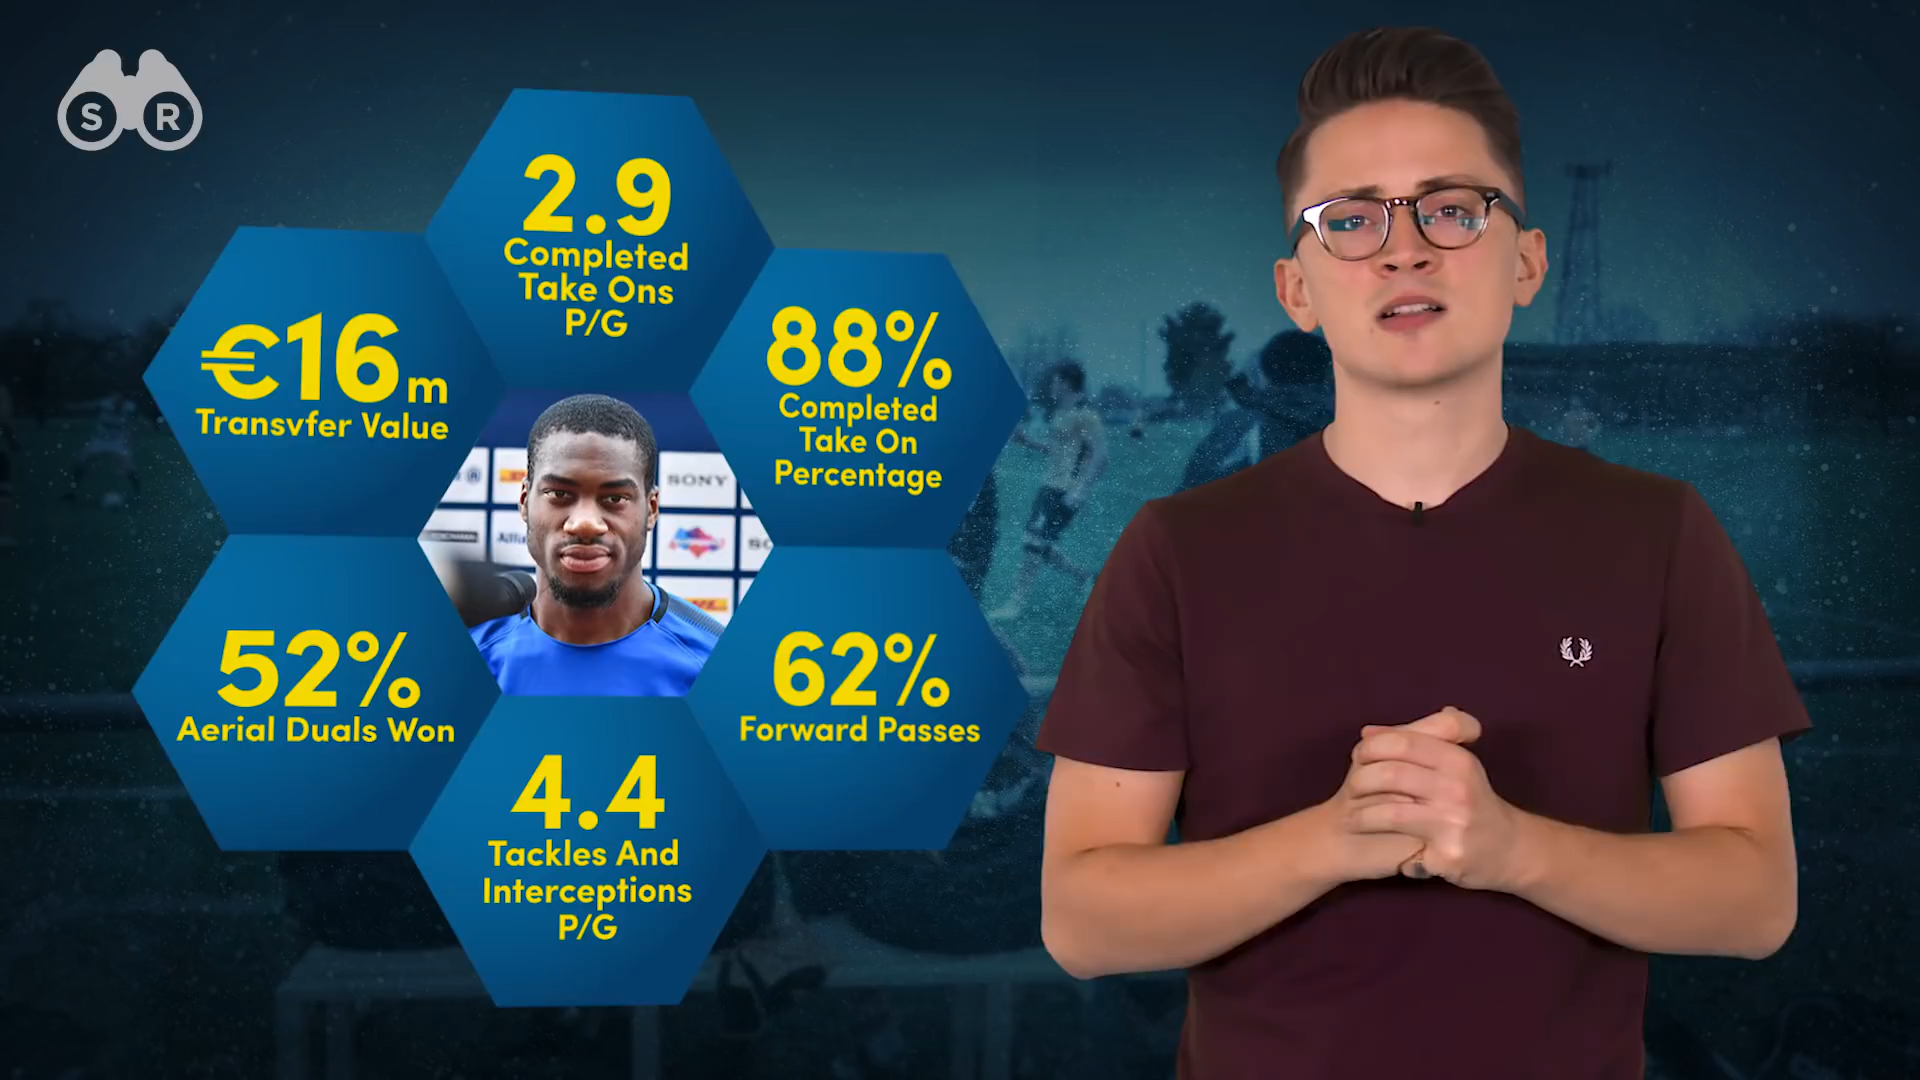 S R
2.9
Completed
Take Ons
P/G
€16m
Transvfer Value
88%
Completed
Take On
Percentage
SONY
52%
Aerial Duals Won
62%
Forward Passes
4.4
Tackles And
Interceptions
P/G